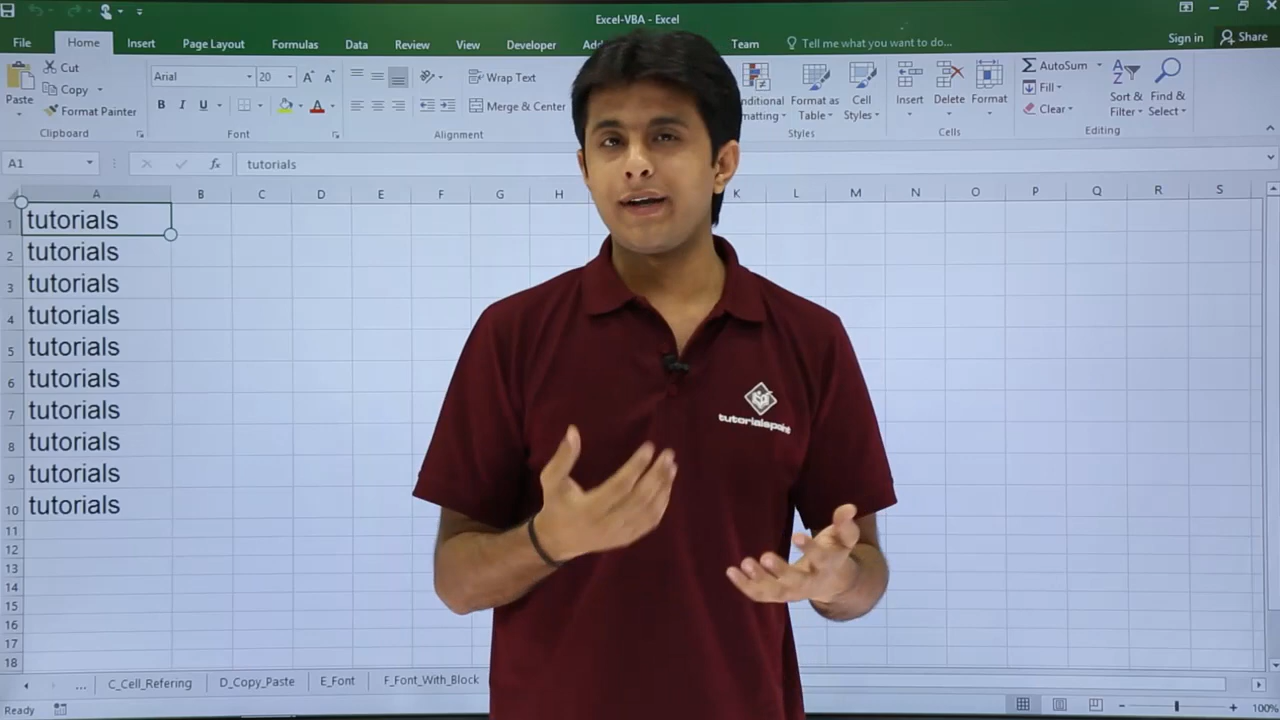 Excel-VBA - Excel
File Home Insert Page Layout Formulas Data Review View Developer Team Tell me what you want to do... Sign in Share
Paste
Cut
Copy
Format Painter
Clipboard
Arial 20
B I U
Font
Wrap Text
Merge & Center
Alignment
Format as Table
Cell Styles
Styles
Insert Delete Format
Cells
AutoSum
Fill
Clear
Sort & Filter
Find & Select
Editing
A1 fx tutorials
A B C D E F G H K L M N O P Q R S
1 tutorials
2 tutorials
3 tutorials
4 tutorials
5 tutorials
6 tutorials
7 tutorials
8 tutorials
9 tutorials
10 tutorials
11
12
13
14
15
16
17
18
tutorialspoint
... C_Cell_Refering D_Copy_Paste E_Font F_Font_With_Block
Ready 100%